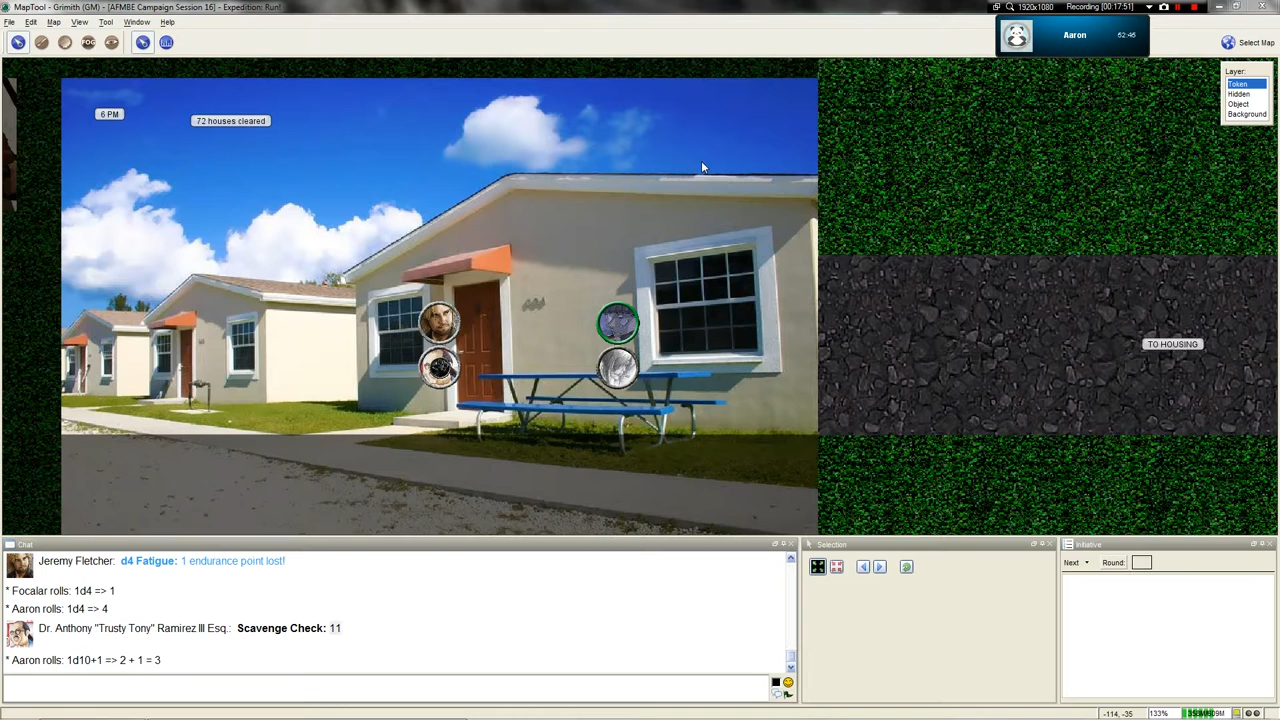 MapTool - Grimith (GM) - [AFMBE Campaign Session 16] - Expedition: Run!
1920x1080
Recording [00:17:51]
File Edit Map View Tool Window Help
Aaron
52:46
FOG
Select Map
Layer:
Token
Hidden
Object
Background
6 PM
72 houses cleared
TO HOUSING
Chat
Selection
Initiative
Jeremy Fletcher: d4 Fatigue: 1 endurance point lost!
Next
Round:
* Focalar rolls: 1d4 => 1
* Aaron rolls: 1d4 => 4
Dr. Anthony "Trusty Tony" Ramirez III Esq.: Scavenge Check: 11
* Aaron rolls: 1d10+1 => 2 + 1 = 3
-114, -35
133%